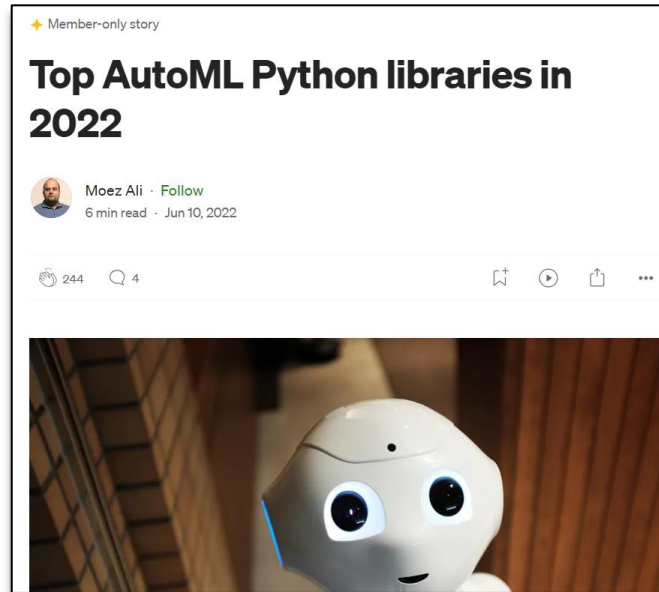 Member-only story
Top AutoML Python libraries in
2022
Moez Ali · Follow
6 min read · Jun 10, 2022
244 4